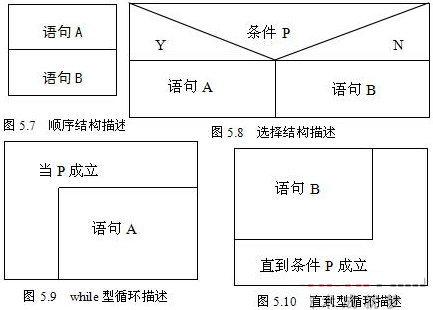 语句 A
语句 B
条件 P
Y
N
语句 A
语句 B
图 5.7 顺序结构描述
图 5.8 选择结构描述
当 P 成立
语句 A
语句 B
直到条件 P 成立
图 5.9 while 型循环描述
图 5.10 直到型循环描述